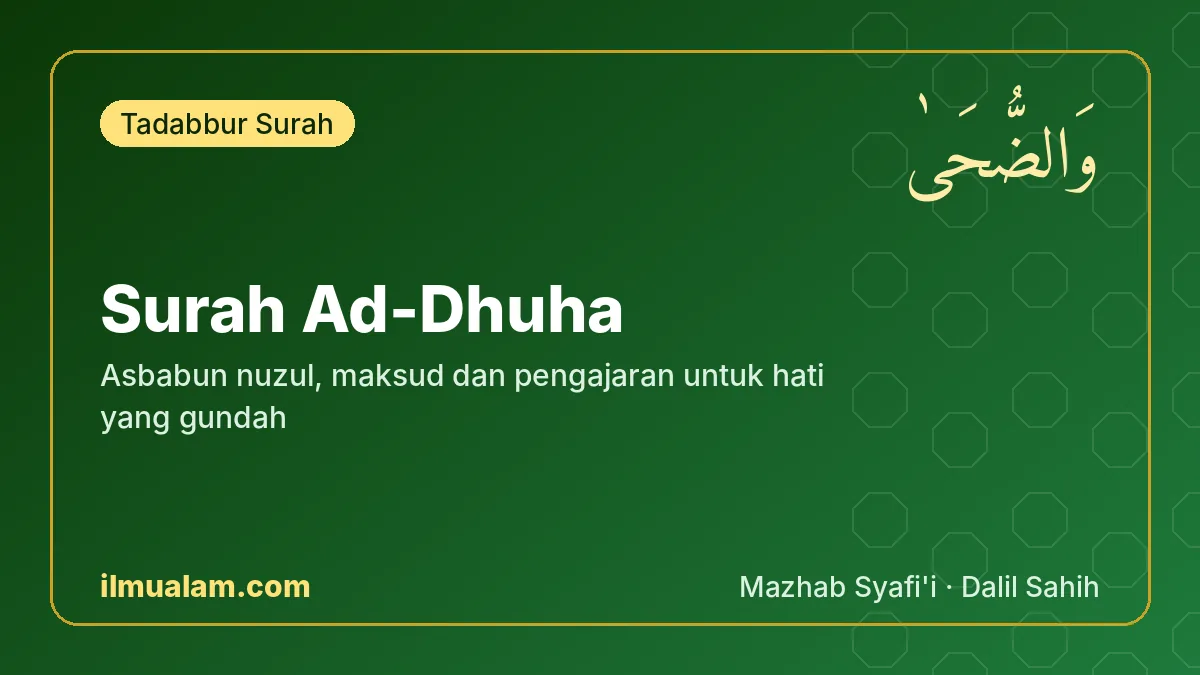 Tadabbur Surah
وَالضُّحَىٰ
Surah Ad-Dhuha
Asbabun nuzul, maksud dan pengajaran untuk hati
yang gundah
ilmualam.com
Mazhab Syafi'i · Dalil Sahih